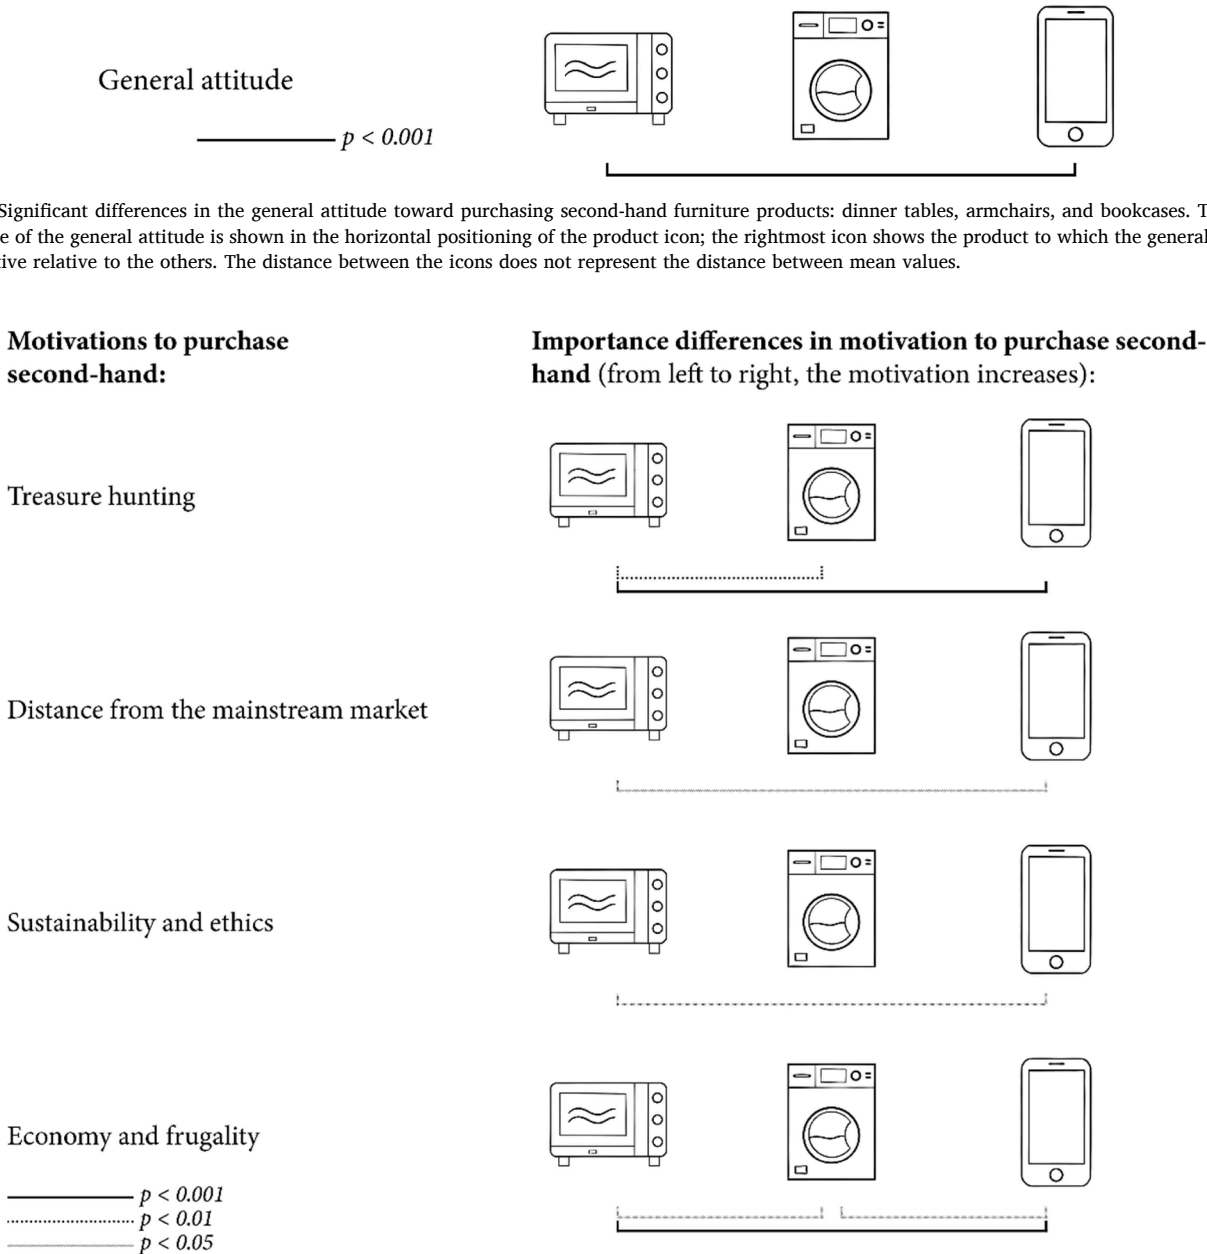 General attitude
p < 0.001
Significant differences in the general attitude toward purchasing second-hand furniture products: dinner tables, armchairs, and bookcases. T
e of the general attitude is shown in the horizontal positioning of the product icon; the rightmost icon shows the product to which the general
tive relative to the others. The distance between the icons does not represent the distance between mean values.
Motivations to purchase
second-hand:
Importance differences in motivation to purchase second-
hand (from left to right, the motivation increases):
Treasure hunting
Distance from the mainstream market
Sustainability and ethics
Economy and frugality
p < 0.001
p < 0.01
p < 0.05